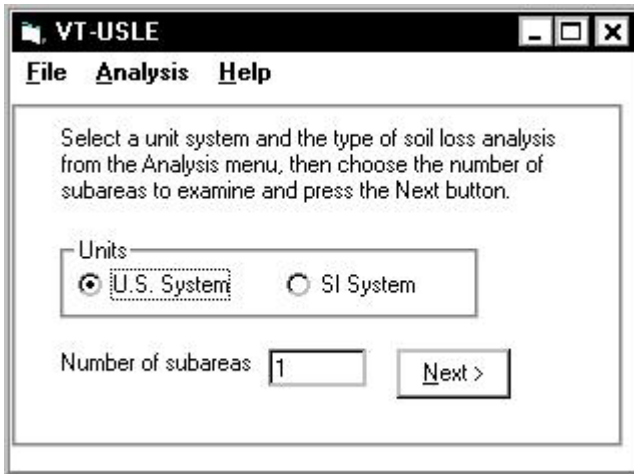 VT-USLE
File Analysis Help
Select a unit system and the type of soil loss analysis
from the Analysis menu, then choose the number of
subareas to examine and press the Next button.
Units
U.S. System SI System
Number of subareas 1 Next >